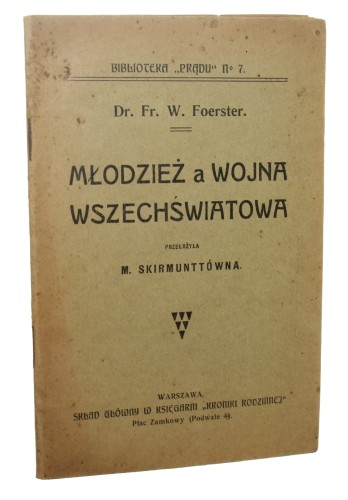 BIBLIOTEKA „PRĄDU" No 7.
Dr. Fr. W. Foerster.
MŁODZIEŻ a WOJNA
WSZECHŚWIATOWA
PRZEŁOŻYŁA
M. SKIRMUNTTÓWNA.
WARSZAWA.
SKŁAD GŁÓWNY W KSIĘGARNI „KRONIKI RODZINNEJ"
Plac Zamkowy (Podwale 4).